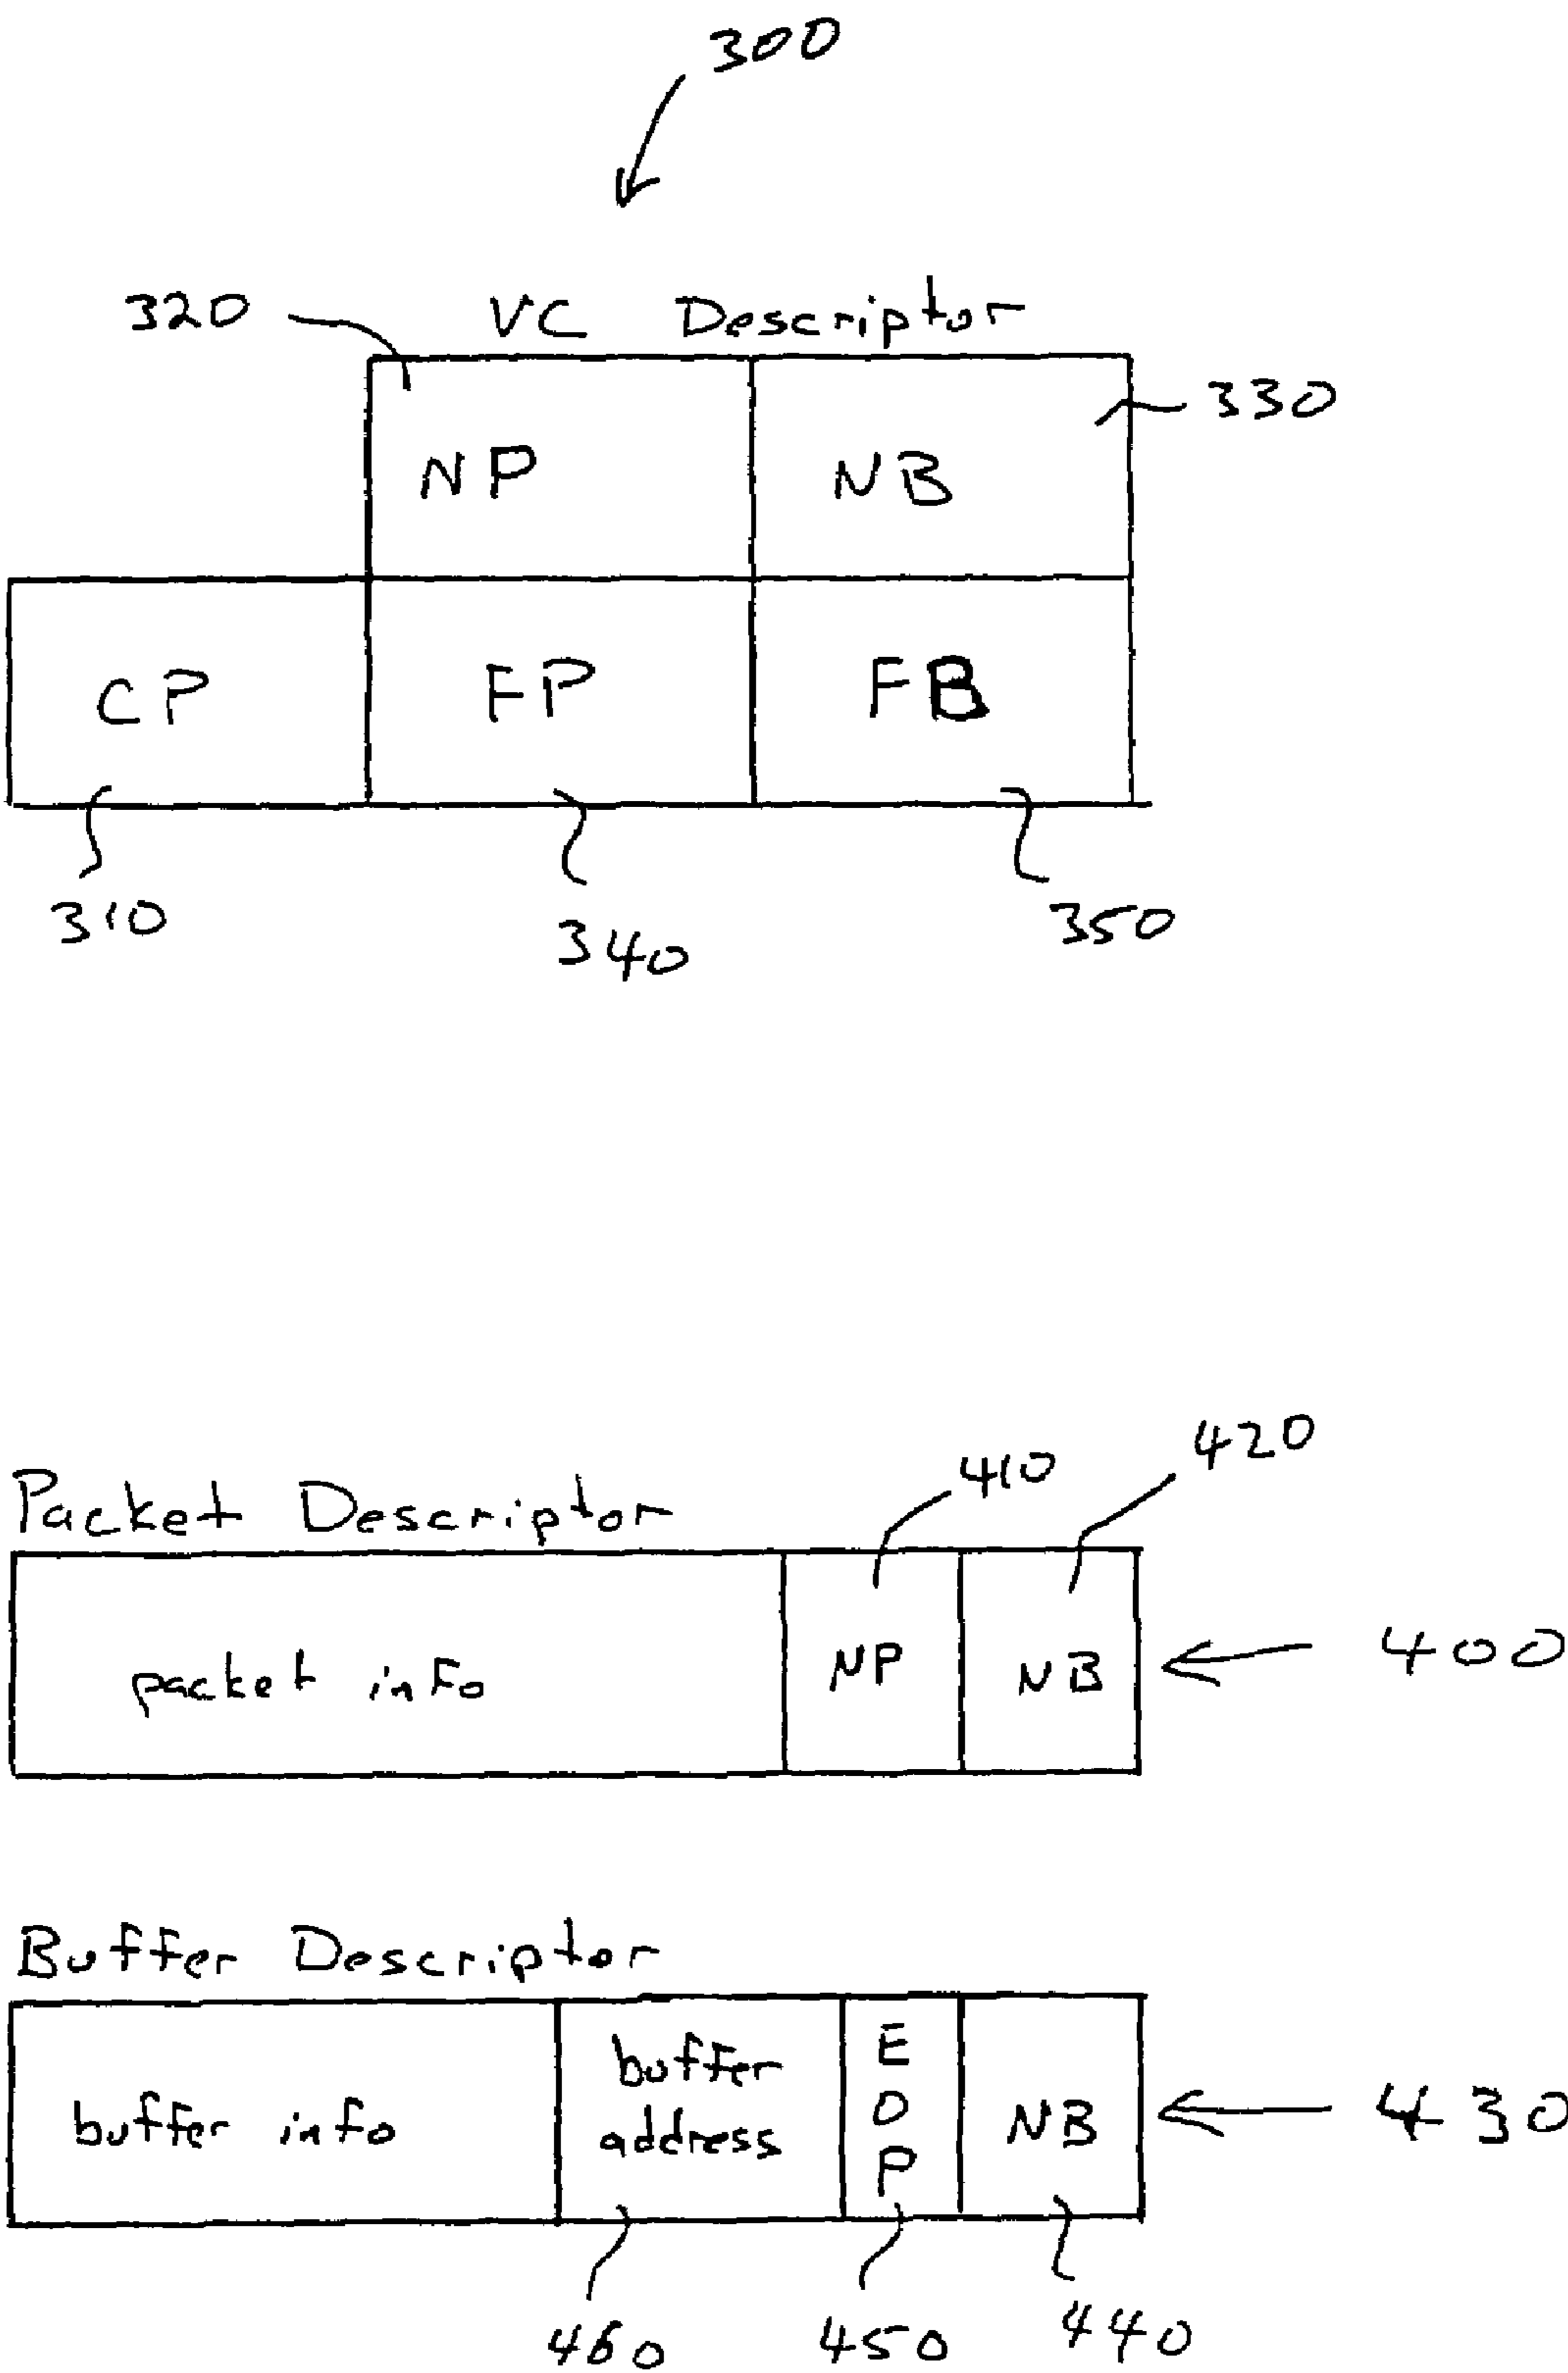 300
320 VC Descriptor
330
NP NB
CP FP FB
310 340 350
410 420
Packet Descriptor
packet info NP NB 400
Buffer Descriptor
buffer info buffer address EOP NB 430
460 450 440